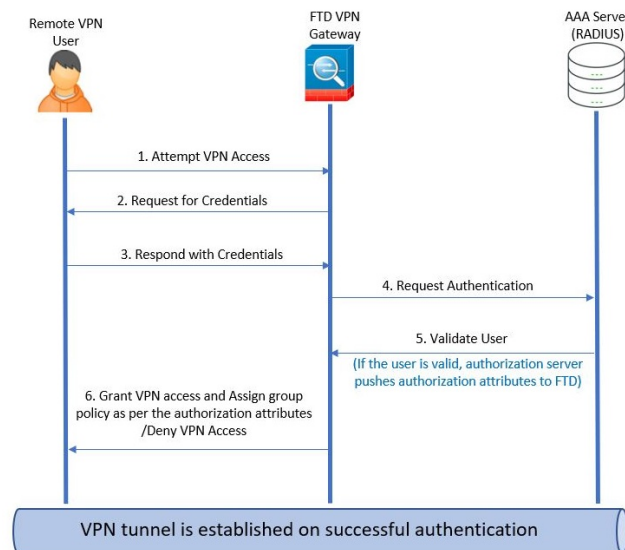 Remote VPN
User
FTD VPN
Gateway
AAA Server
(RADIUS)
1. Attempt VPN Access
2. Request for Credentials
3. Respond with Credentials
4. Request Authentication
5. Validate User
(If the user is valid, authorization server
pushes authorization attributes to FTD)
6. Grant VPN access and Assign group
policy as per the authorization attributes
/Deny VPN Access
VPN tunnel is established on successful authentication